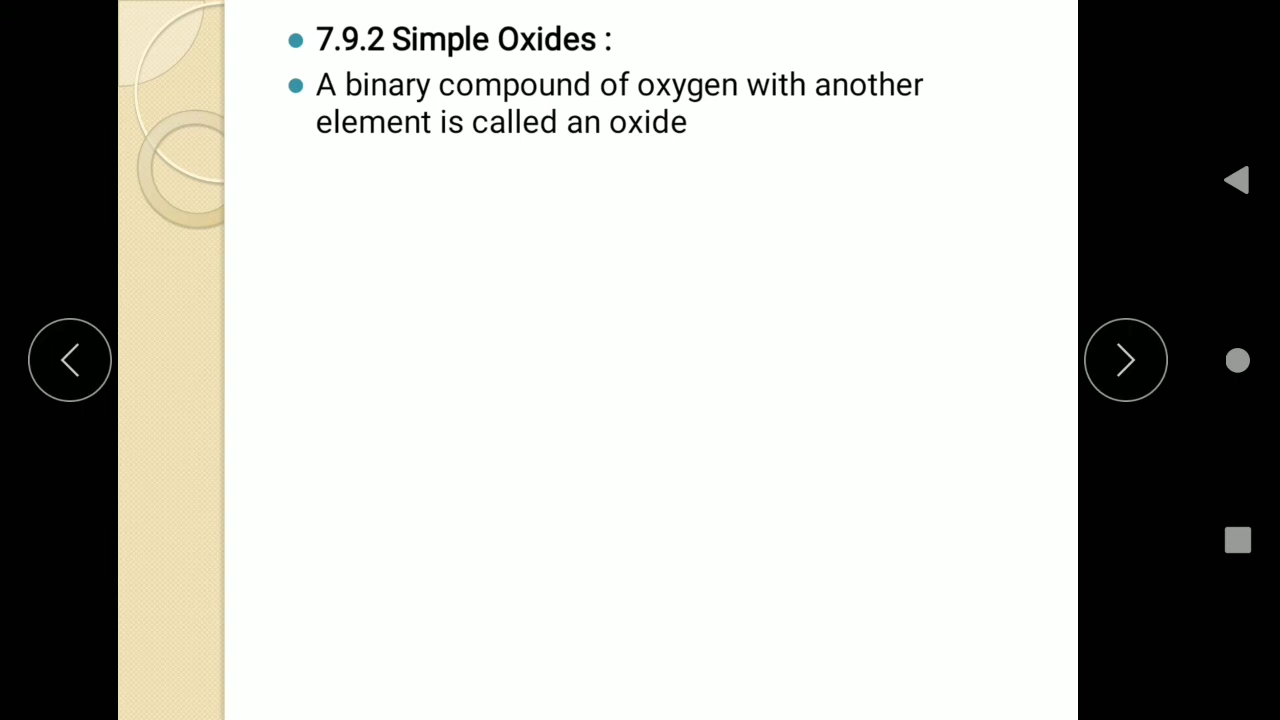 7.9.2 Simple Oxides :
A binary compound of oxygen with another
element is called an oxide